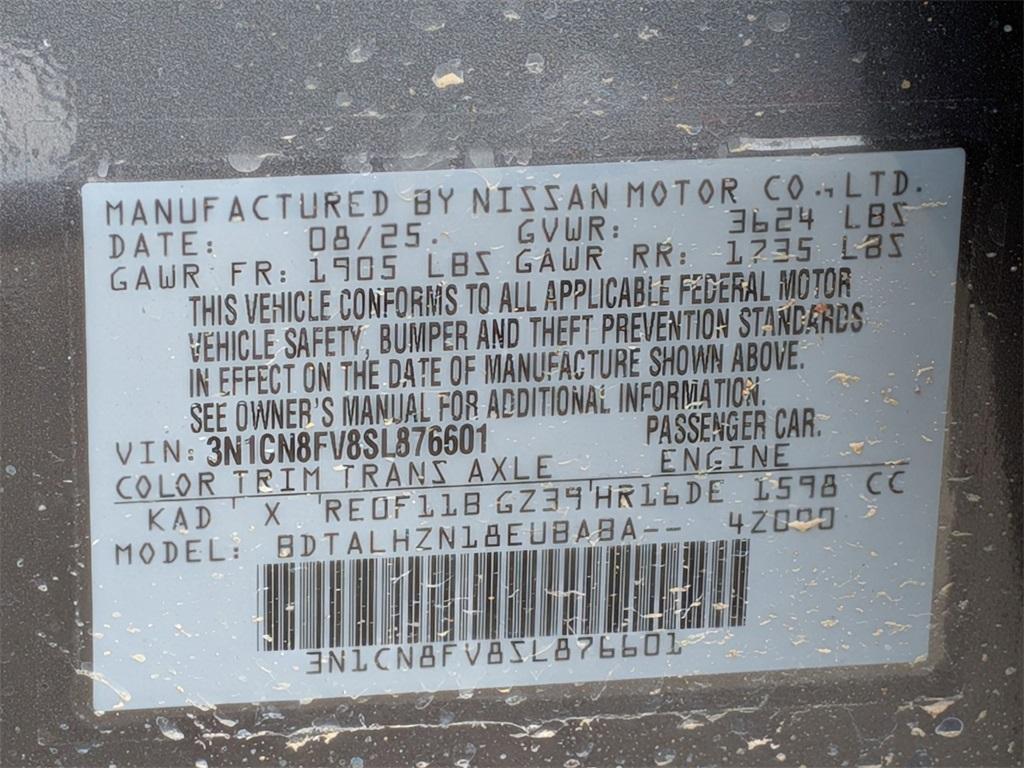 MANUFACTURED BY NISSAN MOTOR CO., LTD.
DATE: 08/25. GVWR: 3624 LBS
GAWR FR: 1905 LBS GAWR RR: 1735 LBS
THIS VEHICLE CONFORMS TO ALL APPLICABLE FEDERAL MOTOR
VEHICLE SAFETY, BUMPER AND THEFT PREVENTION STANDARDS
IN EFFECT ON THE DATE OF MANUFACTURE SHOWN ABOVE.
SEE OWNER'S MANUAL FOR ADDITIONAL INFORMATION.
VIN: 3N1CN8FV8SL876601 PASSENGER CAR.
COLOR TRIM TRANS AXLE ENGINE
KAD X RE0F11B GZ39 HR16DE 1598 CC
MODEL: BDTALHZN18EUBABA--
3N1CN8FV8SL876601